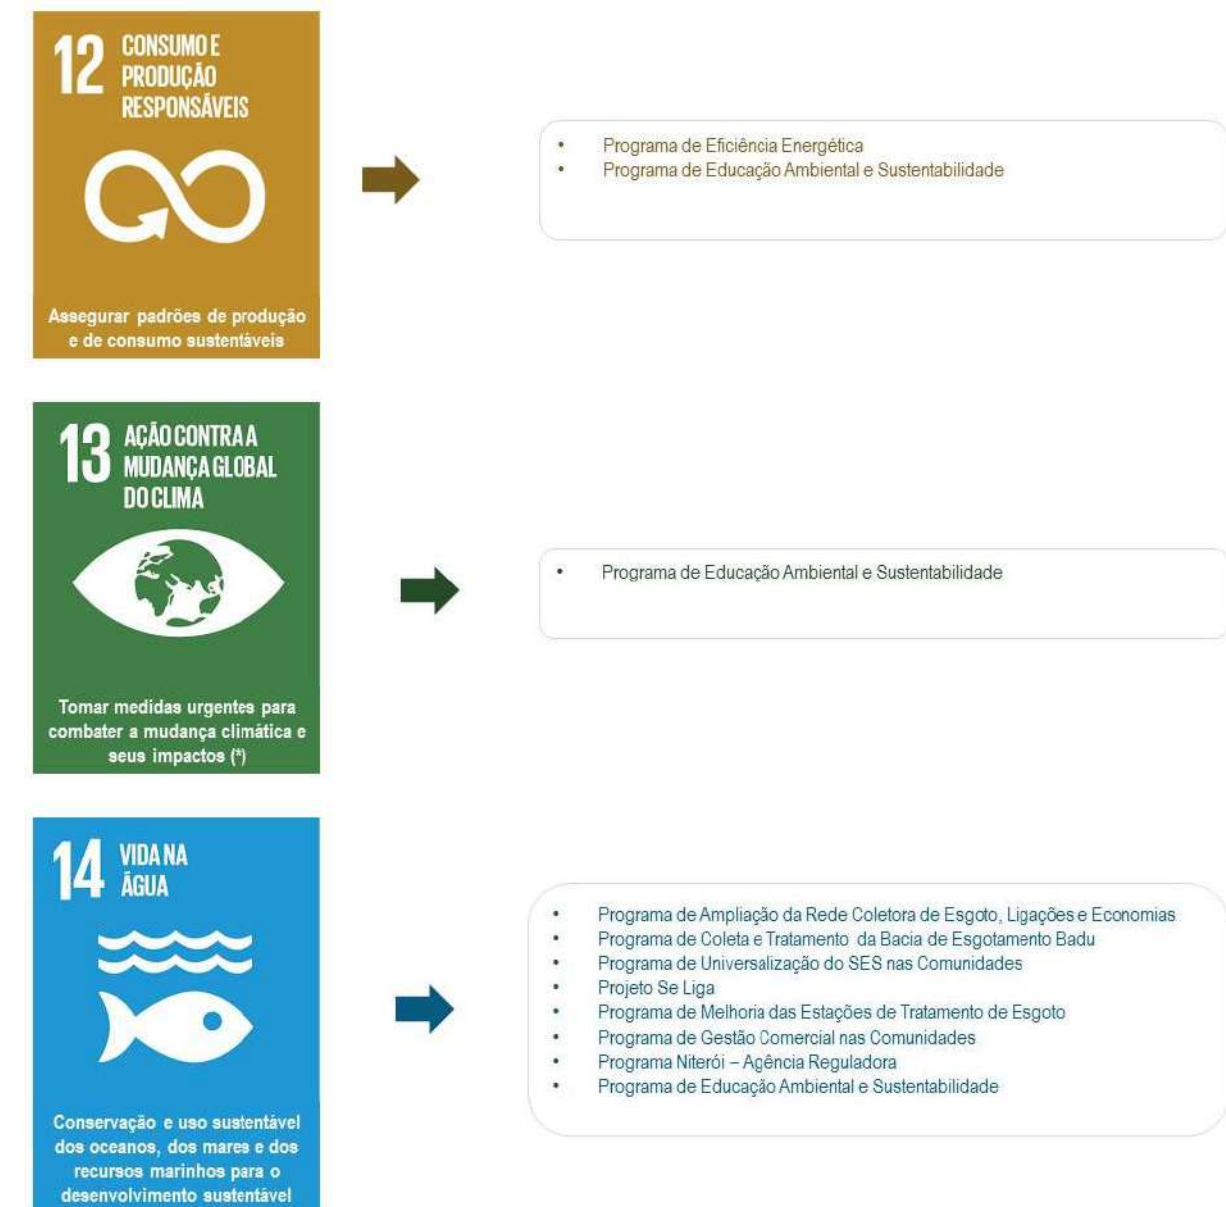 12 CONSUMO E
PRODUÇÃO
RESPONSÁVEIS
Assegurar padrões de produção
e de consumo sustentáveis
• Programa de Eficiência Energética
• Programa de Educação Ambiental e Sustentabilidade
13 AÇÃO CONTRA A
MUDANÇA GLOBAL
DO CLIMA
Tomar medidas urgentes para
combater a mudança climática e
seus impactos (*)
• Programa de Educação Ambiental e Sustentabilidade
14 VIDA NA
ÁGUA
Conservação e uso sustentável
dos oceanos, dos mares e dos
recursos marinhos para o
desenvolvimento sustentável
• Programa de Ampliação da Rede Coletora de Esgoto, Ligações e Economias
• Programa de Coleta e Tratamento da Bacia de Esgotamento Badu
• Programa de Universalização do SES nas Comunidades
• Projeto Se Liga
• Programa de Melhoria das Estações de Tratamento de Esgoto
• Programa de Gestão Comercial nas Comunidades
• Programa Niterói – Agência Reguladora
• Programa de Educação Ambiental e Sustentabilidade